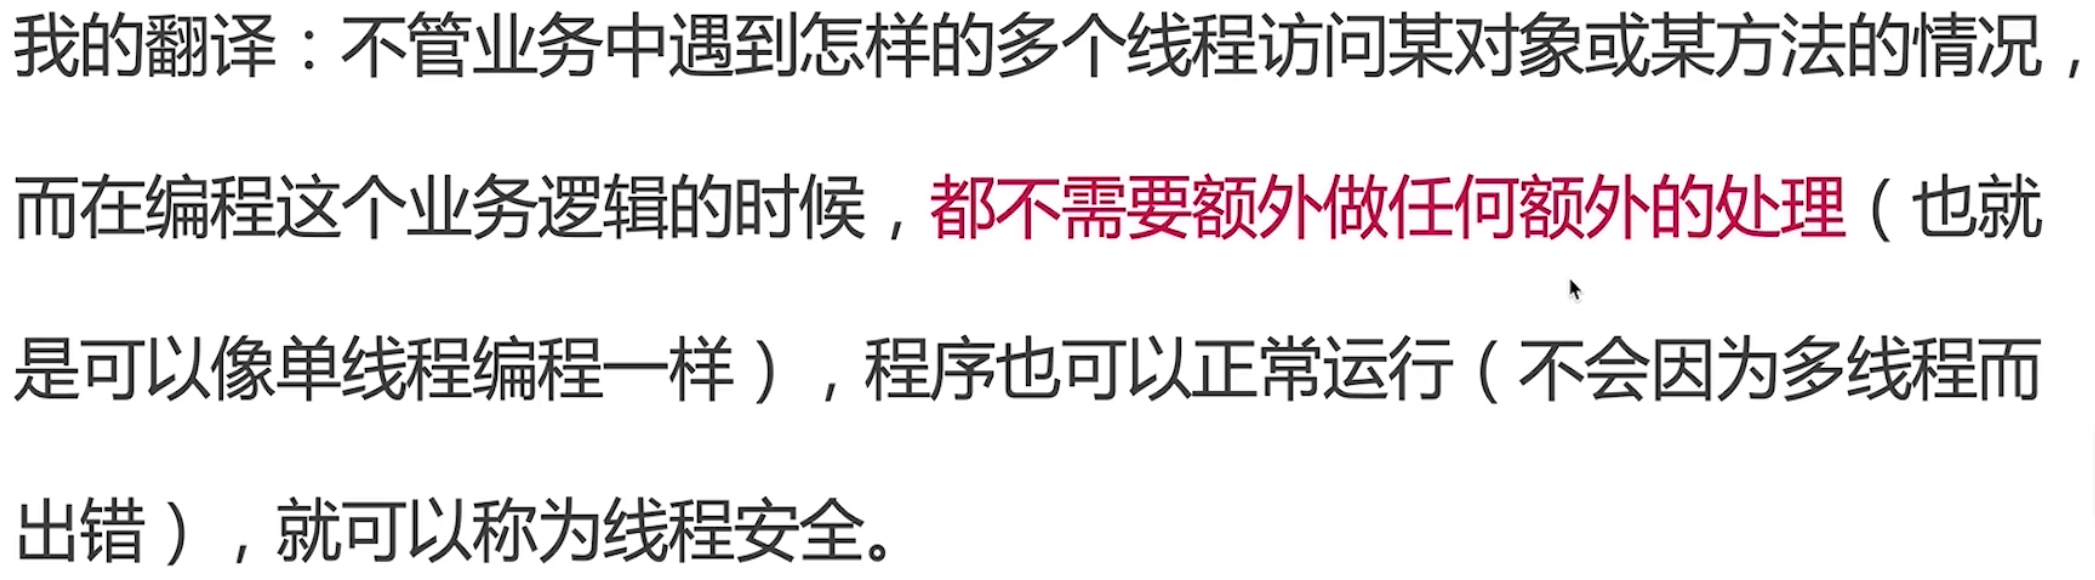 我的翻译：不管业务中遇到怎样的多个线程访问某对象或某方法的情况，
而在编程这个业务逻辑的时候，都不需要额外做任何额外的处理（也就
是可以像单线程编程一样），程序也可以正常运行（不会因为多线程而
出错），就可以称为线程安全。